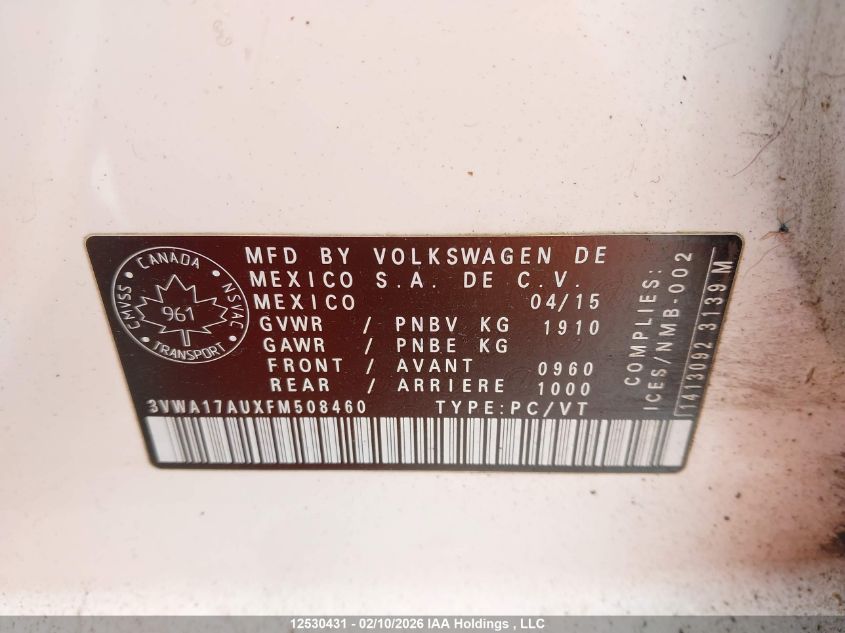 CANADA
CMVSS
NSVAC
961
TRANSPORT
MFD BY VOLKSWAGEN DE
MEXICO S.A. DE C.V.
MEXICO 04/15
GVWR / PNBV KG 1910
GAWR / PNBE KG
FRONT / AVANT 0960
REAR / ARRIERE 1000
3VWA17AUXFM508460 TYPE:PC/VT
COMPLIES:
ICES/NMB-002
1413092 3139 M
12530431 - 02/10/2026 IAA Holdings , LLC